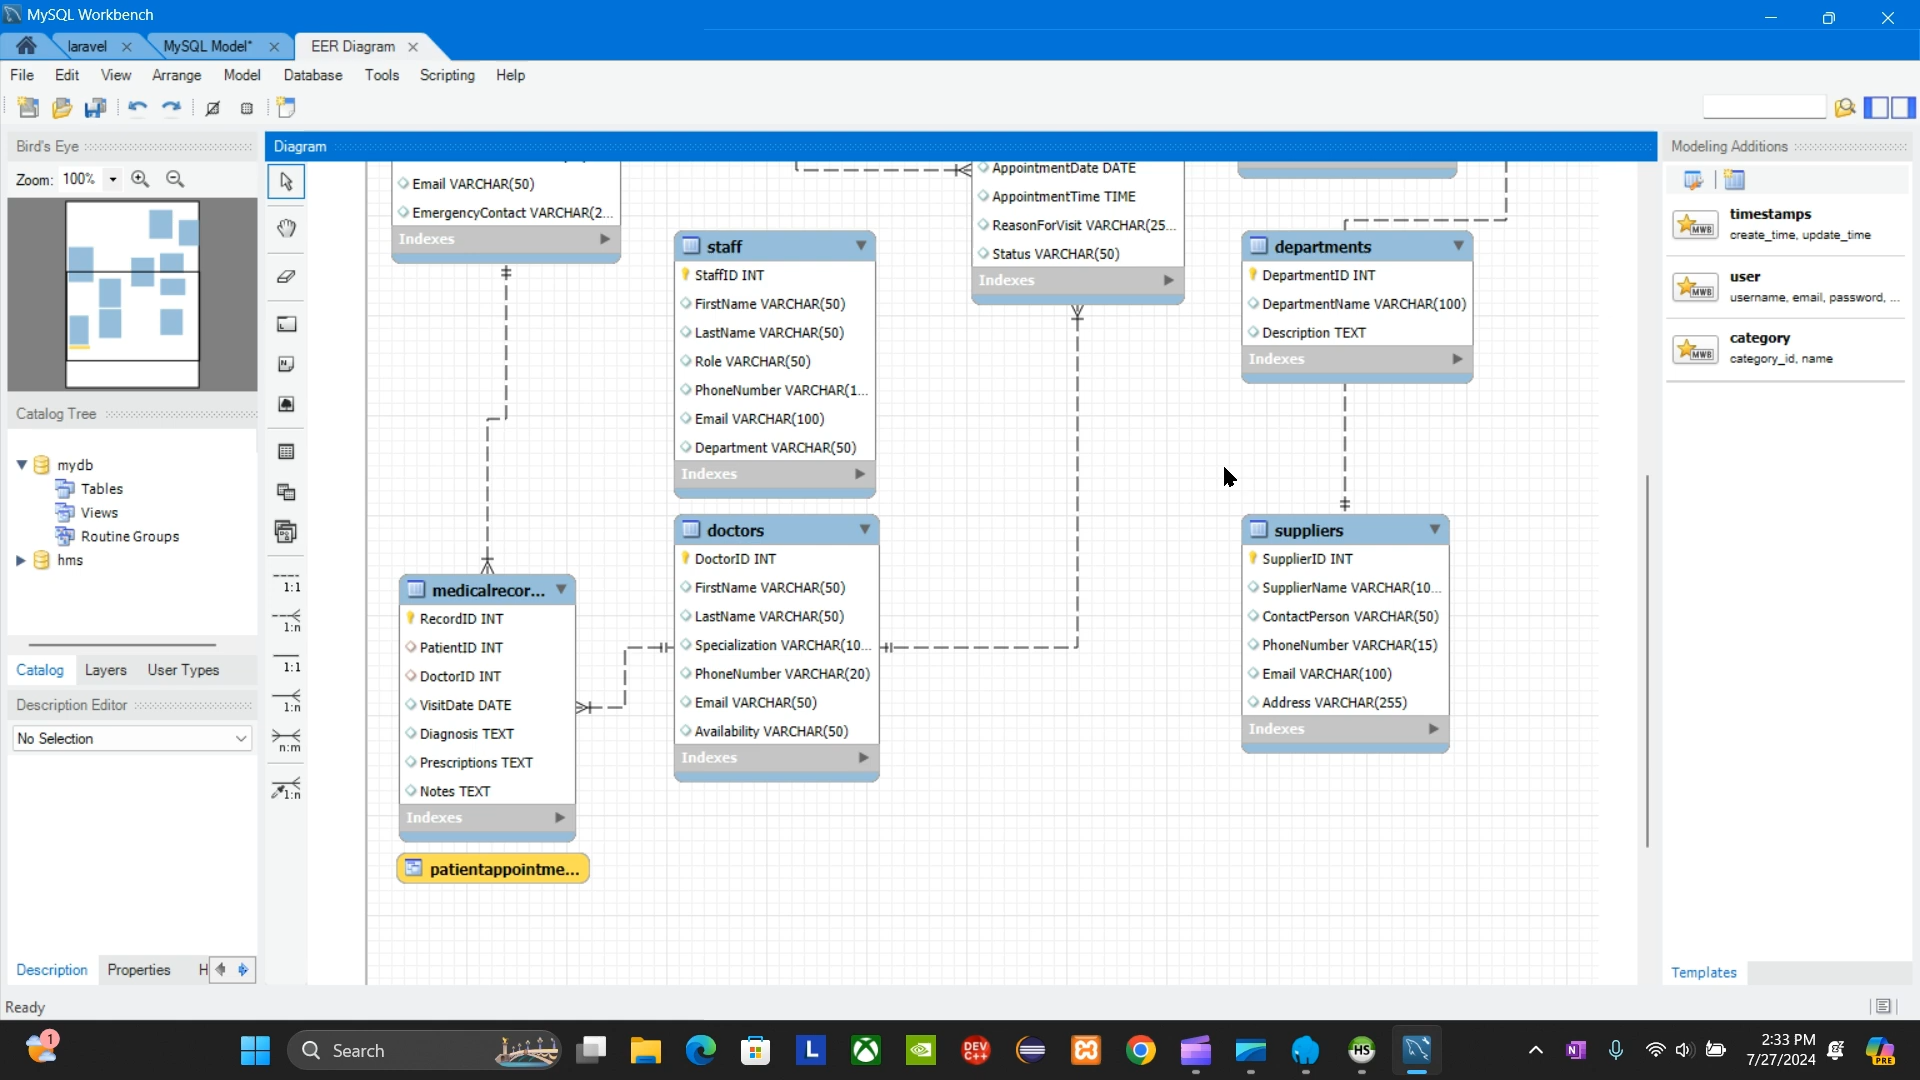 MySQL Workbench
laravel
MySQL Model*
EER Diagram
File Edit View Arrange Model Database Tools Scripting Help
Bird's Eye
Zoom: 100%
Catalog Tree
mydb
Tables
Views
Routine Groups
hms
Catalog Layers User Types
Description Editor
No Selection
Description Properties H
Ready
Diagram
1:1
1:n
1:1
1:n
n:m
1:n
Email VARCHAR(50)
EmergencyContact VARCHAR(2...
Indexes
staff
StaffID INT
FirstName VARCHAR(50)
LastName VARCHAR(50)
Role VARCHAR(50)
PhoneNumber VARCHAR(1...
Email VARCHAR(100)
Department VARCHAR(50)
Indexes
AppointmentDate DATE
AppointmentTime TIME
ReasonForVisit VARCHAR(25...
Status VARCHAR(50)
Indexes
departments
DepartmentID INT
DepartmentName VARCHAR(100)
Description TEXT
Indexes
medicalrecor...
RecordID INT
PatientID INT
DoctorID INT
VisitDate DATE
Diagnosis TEXT
Prescriptions TEXT
Notes TEXT
Indexes
patientappointme...
doctors
DoctorID INT
FirstName VARCHAR(50)
LastName VARCHAR(50)
Specialization VARCHAR(10...
PhoneNumber VARCHAR(20)
Email VARCHAR(50)
Availability VARCHAR(50)
Indexes
suppliers
SupplierID INT
SupplierName VARCHAR(10...
ContactPerson VARCHAR(50)
PhoneNumber VARCHAR(15)
Email VARCHAR(100)
Address VARCHAR(255)
Indexes
Modeling Additions
MWB
timestamps
create_time, update_time
MWB
user
username, email, password, ...
MWB
category
category_id, name
Templates
1
Search
L
DEV C++
HS
N
2:33 PM
7/27/2024
PRE